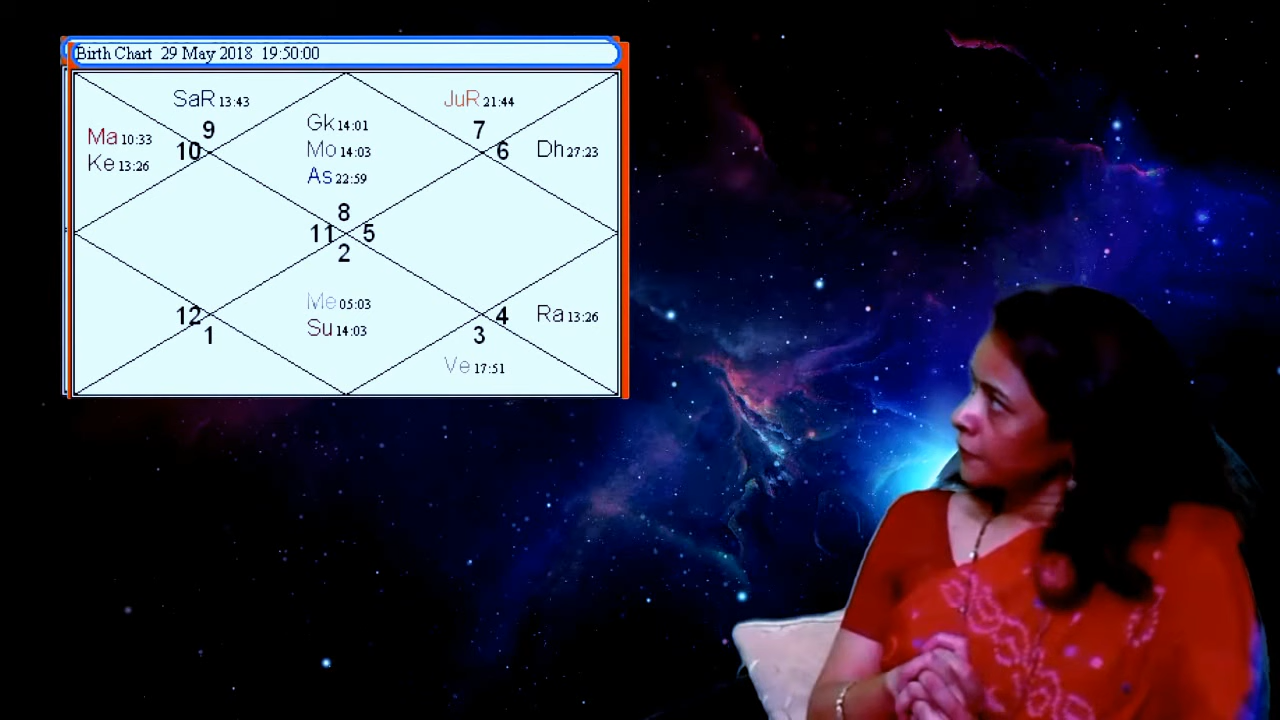 Birth Chart 29 May 2018 19:50:00
SaR 13:43
JuR 21:44
Gk 14:01
Ma 10:33
9
7
Mo 14:03
Ke 13:26
10
6
Dh 27:23
As 22:59
8
11
5
2
Me 05:03
12
4
Ra 13:26
Su 14:03
1
3
Ve 17:51